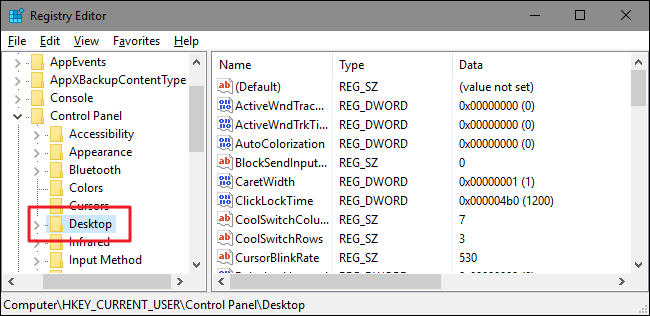 Registry Editor
File Edit View Favorites Help
AppEvents
AppXBackupContentType
Console
Control Panel
Accessibility
Appearance
Bluetooth
Colors
Cursors
Desktop
Infrared
Input Method
Name Type Data
(Default) REG_SZ (value not set)
ActiveWndTrac... REG_DWORD 0x00000000 (0)
ActiveWndTrkTi... REG_DWORD 0x00000000 (0)
AutoColorization REG_DWORD 0x00000000 (0)
BlockSendInput... REG_SZ 0
CaretWidth REG_DWORD 0x00000001 (1)
ClickLockTime REG_DWORD 0x000004b0 (1200)
CoolSwitchColu... REG_SZ 7
CoolSwitchRows REG_SZ 3
CursorBlinkRate REG_SZ 530
Computer\HKEY_CURRENT_USER\Control Panel\Desktop